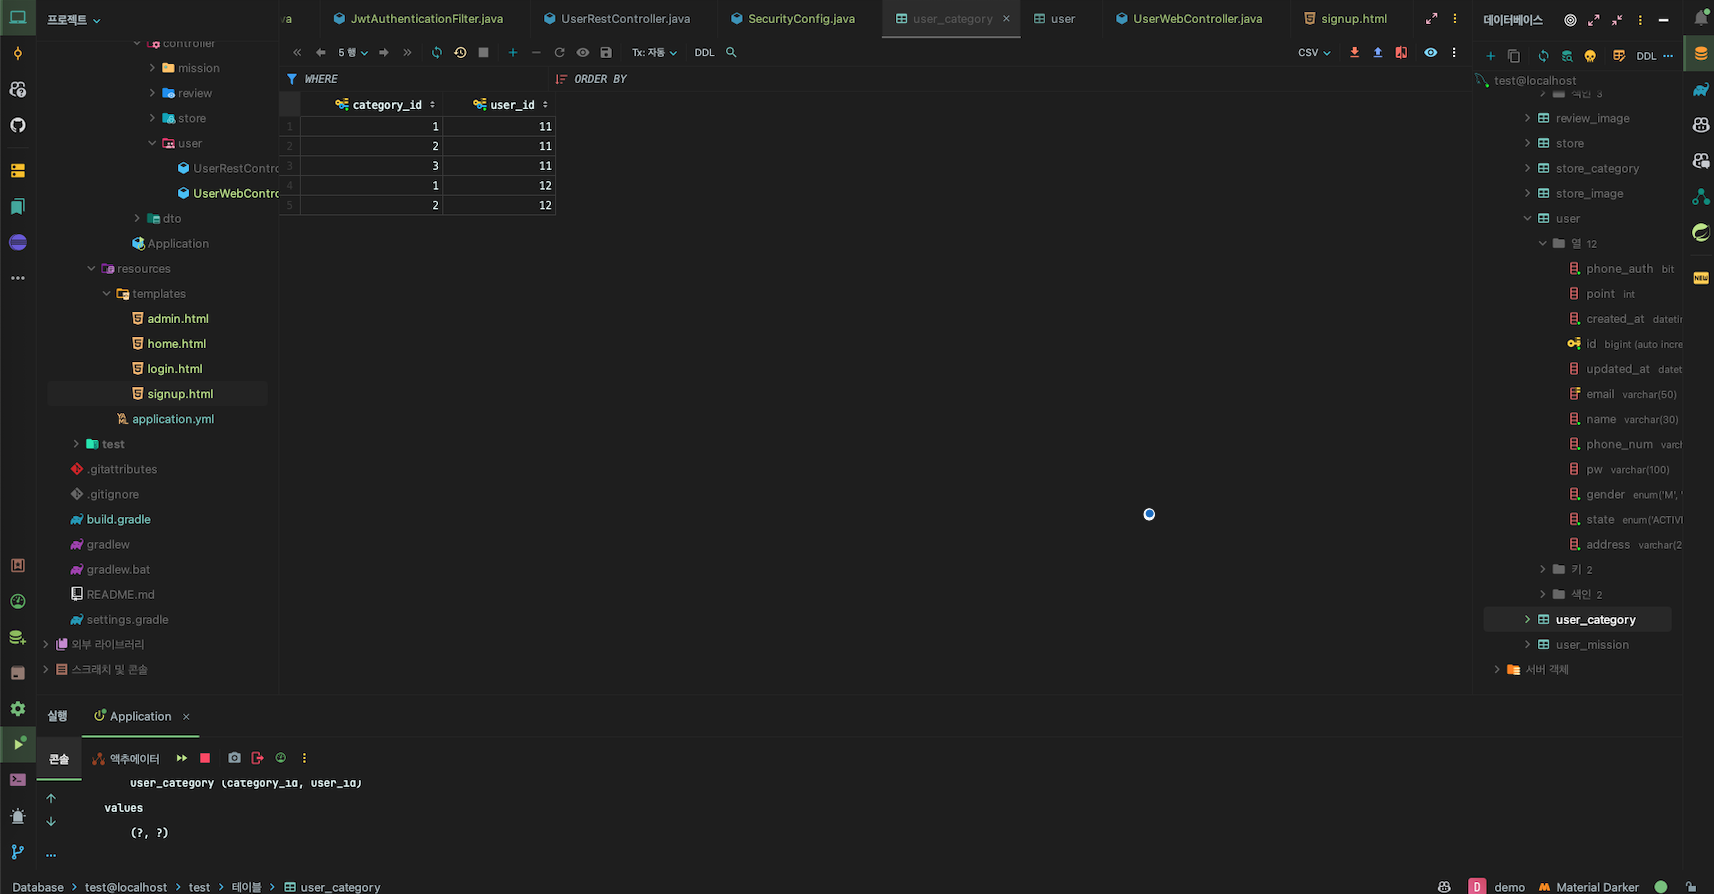 프로젝트
va
JwtAuthenticationFilter.java
UserRestController.java
SecurityConfig.java
user_category
user
UserWebController.java
signup.html
데이터베이스
5 행
Tx: 자동
DDL
CSV
DDL
WHERE
ORDER BY
category_id
user_id
1 1 11
2 2 11
3 3 11
4 1 12
5 2 12
controller
mission
review
store
user
UserRestContro
UserWebContro
dto
Application
resources
templates
admin.html
home.html
login.html
signup.html
application.yml
test
.gitattributes
.gitignore
build.gradle
gradlew
gradlew.bat
README.md
settings.gradle
외부 라이브러리
스크래치 및 콘솔
test@localhost
색인 3
review_image
store
store_category
store_image
user
열 12
phone_auth bit
point int
created_at datetin
id bigint (auto incre
updated_at datet
email varchar(50)
name varchar(30)
phone_num varch
pw varchar(100)
gender enum('M', '
state enum('ACTIV
address varchar(2
키 2
색인 2
user_category
user_mission
서버 객체
NEW
실행
Application
콘솔
액추에이터
user_category (category_id, user_id)
values
(?, ?)
Database
test@localhost
test
테이블
user_category
D
demo
Material Darker